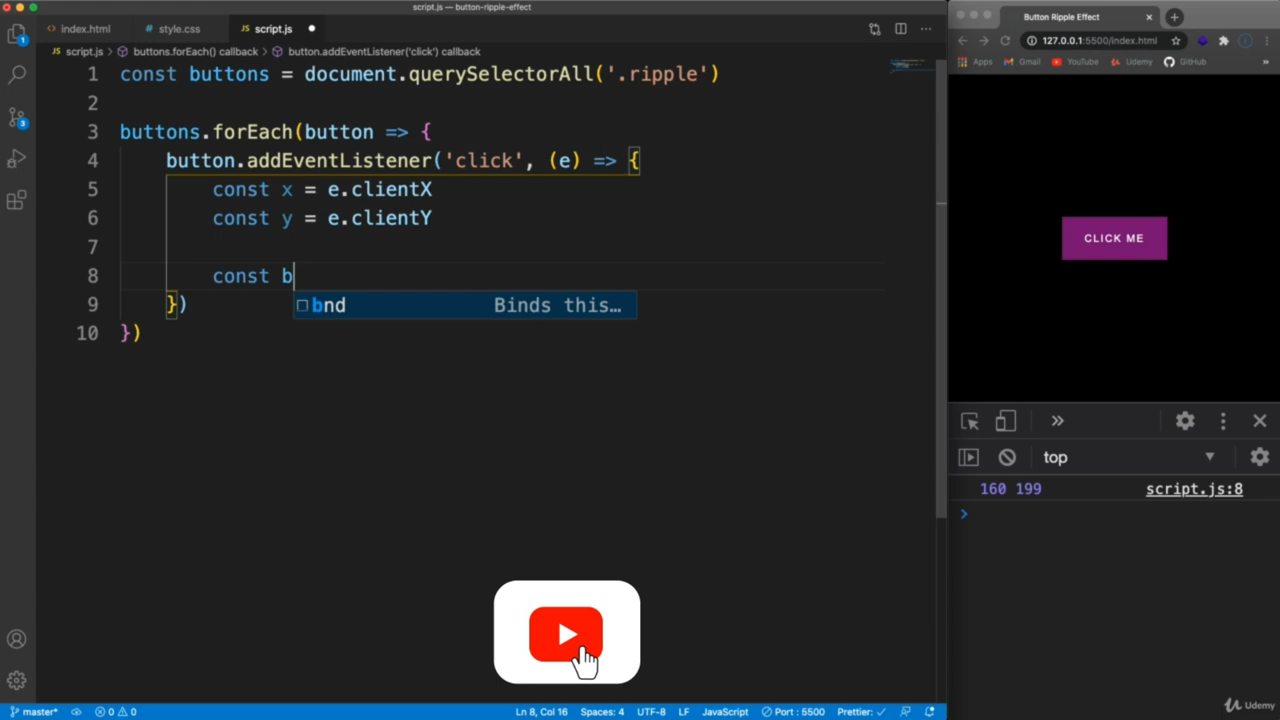 script.js — button-ripple-effect
index.html
style.css
script.js
script.js buttons.forEach() callback button.addEventListener('click') callback
1 const buttons = document.querySelectorAll('.ripple')
2
3 buttons.forEach(button => {
4 button.addEventListener('click', (e) => {
5 const x = e.clientX
6 const y = e.clientY
7
8 const b
bnd Binds this…
9 })
10 })
1
3
master* 0 0 Ln 8, Col 16 Spaces: 4 UTF-8 LF JavaScript Port : 5500 Prettier: ✓
Button Ripple Effect
127.0.0.1:5500/index.html
Apps Gmail YouTube Udemy GitHub »
CLICK ME
top
160 199 script.js:8
Udemy